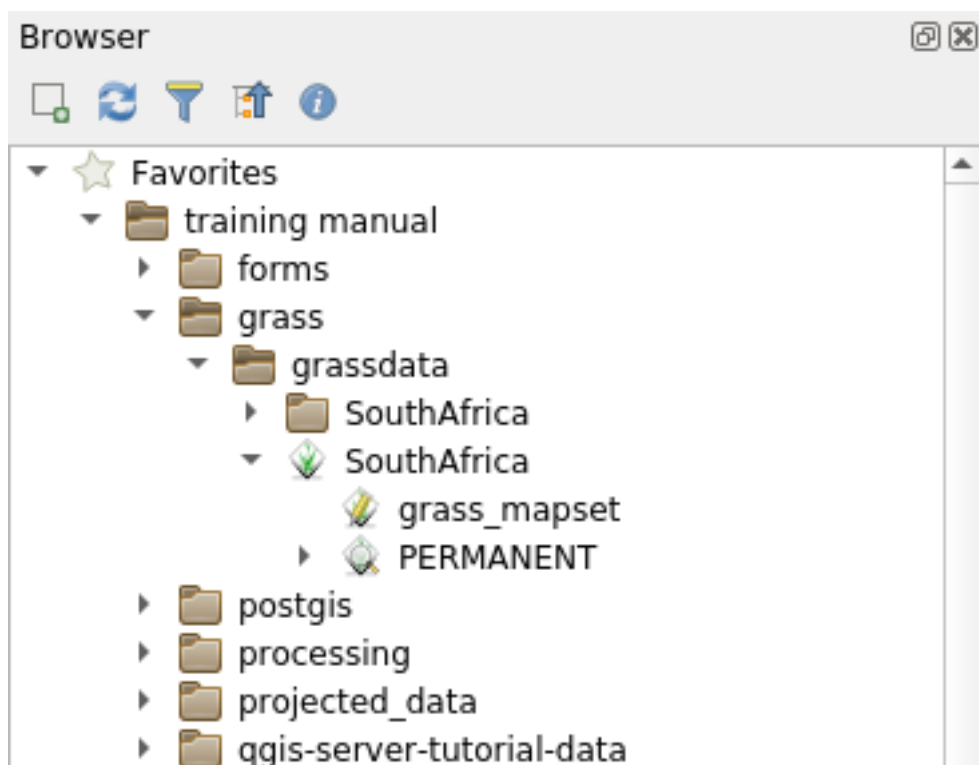 Browser
Favorites
training manual
forms
grass
grassdata
SouthAfrica
SouthAfrica
grass_mapset
PERMANENT
postgis
processing
projected_data
qgis-server-tutorial-data